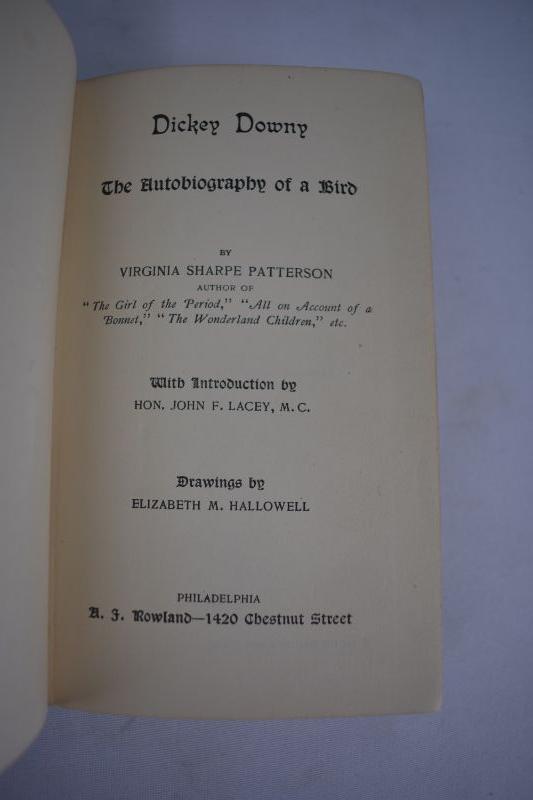 Dickey Downy
The Autobiography of a Bird
BY
VIRGINIA SHARPE PATTERSON
AUTHOR OF
"The Girl of the Period," "All on Account of a
Bonnet," "The Wonderland Children," etc.
With Introduction by
HON. JOHN F. LACEY, M. C.
Drawings by
ELIZABETH M. HALLOWELL
PHILADELPHIA
A. J. Rowland—1420 Chestnut Street